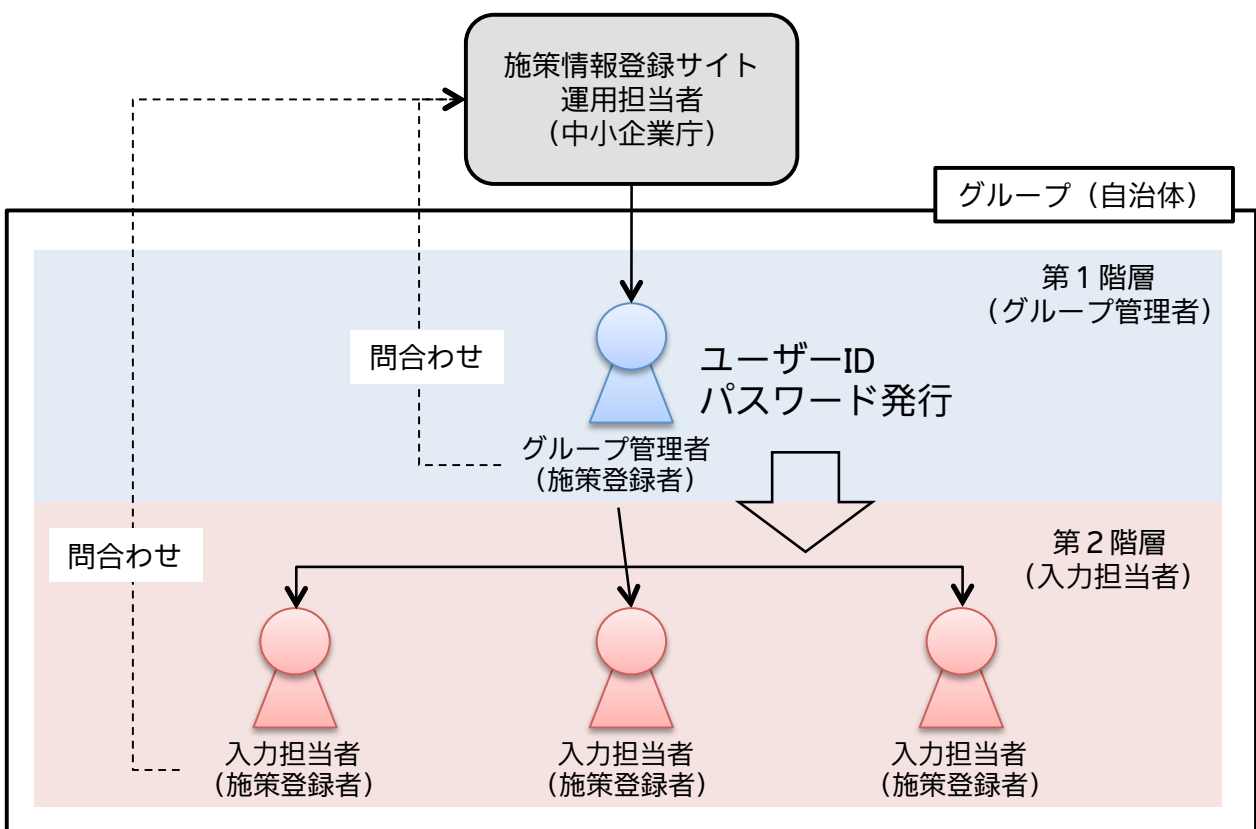 施策情報登録サイト
運用担当者
（中小企業庁）
グループ（自治体）
第１階層
（グループ管理者）
問合わせ
ユーザーID
パスワード発行
グループ管理者
（施策登録者）
問合わせ
第２階層
（入力担当者）
入力担当者
（施策登録者）
入力担当者
（施策登録者）
入力担当者
（施策登録者）